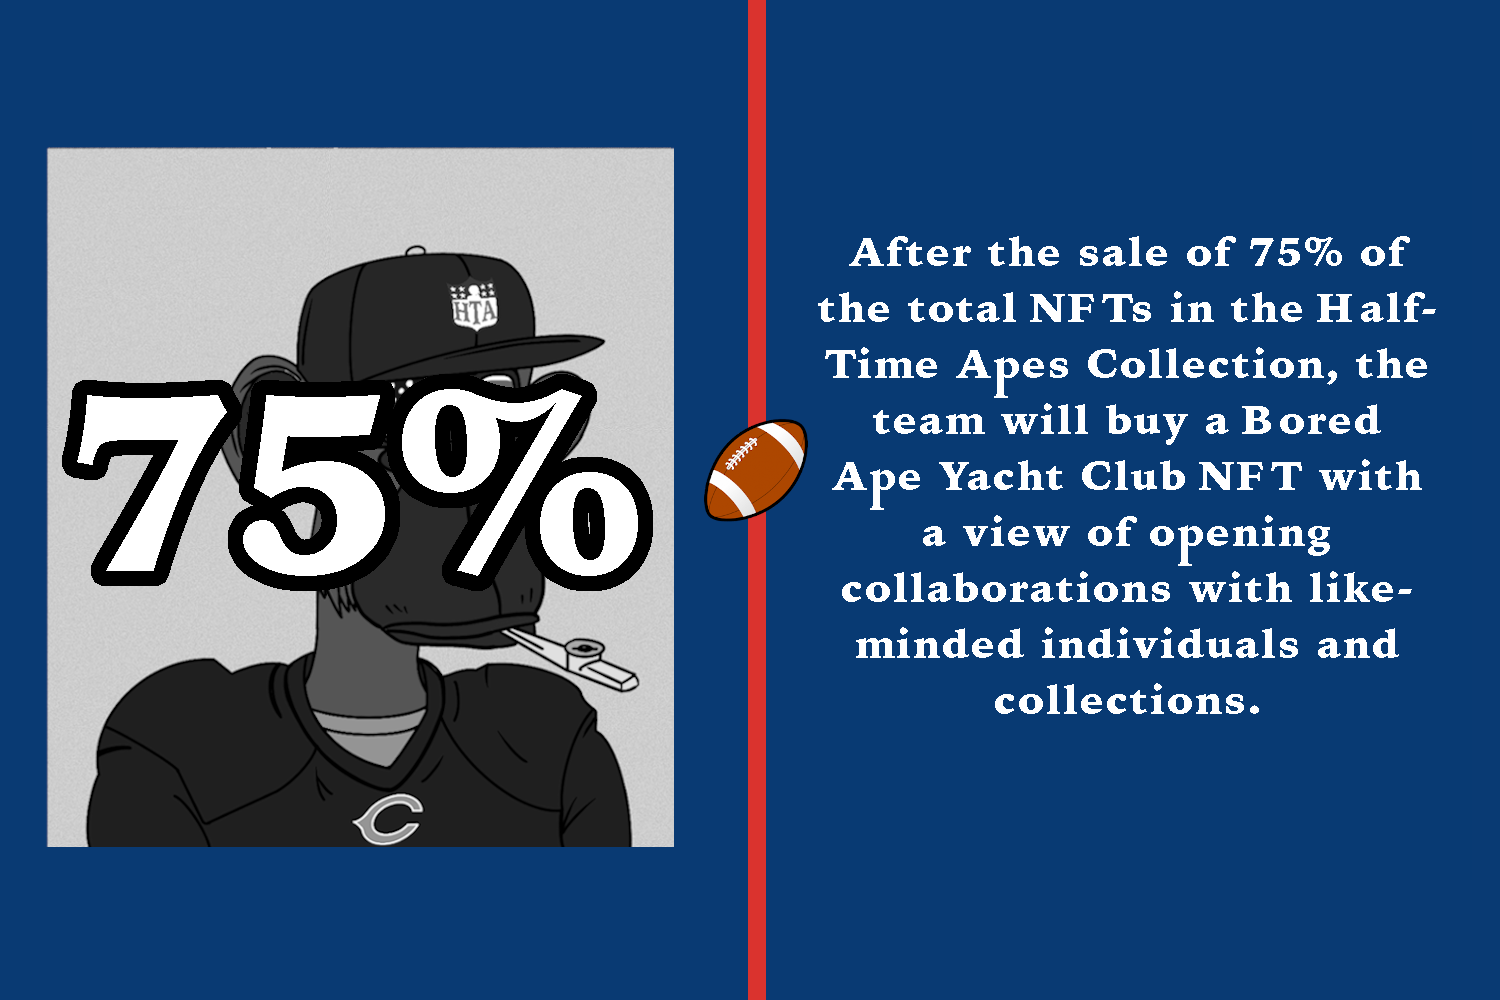 HTA
75%
C
After the sale of 75% of
the total NFTs in the Half-
Time Apes Collection, the
team will buy a Bored
Ape Yacht Club NFT with
a view of opening
collaborations with like-
minded individuals and
collections.